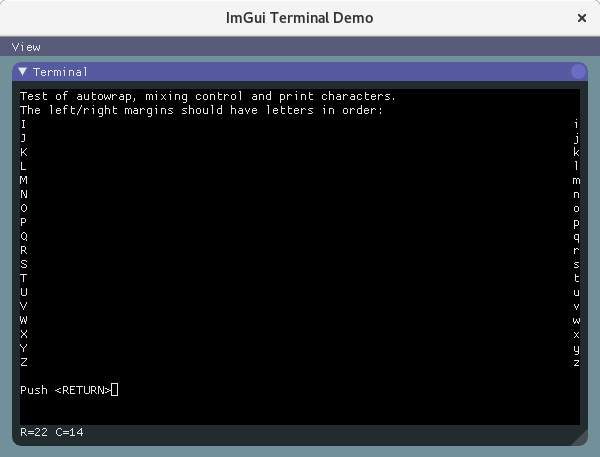 ImGui Terminal Demo ×
View
▼ Terminal
Test of autowrap, mixing control and print characters.
The left/right margins should have letters in order:
I i
J j
K k
L l
M m
N n
O o
P p
Q q
R r
S s
T t
U u
V v
W w
X x
Y y
Z z
Push <RETURN>
R=22 C=14